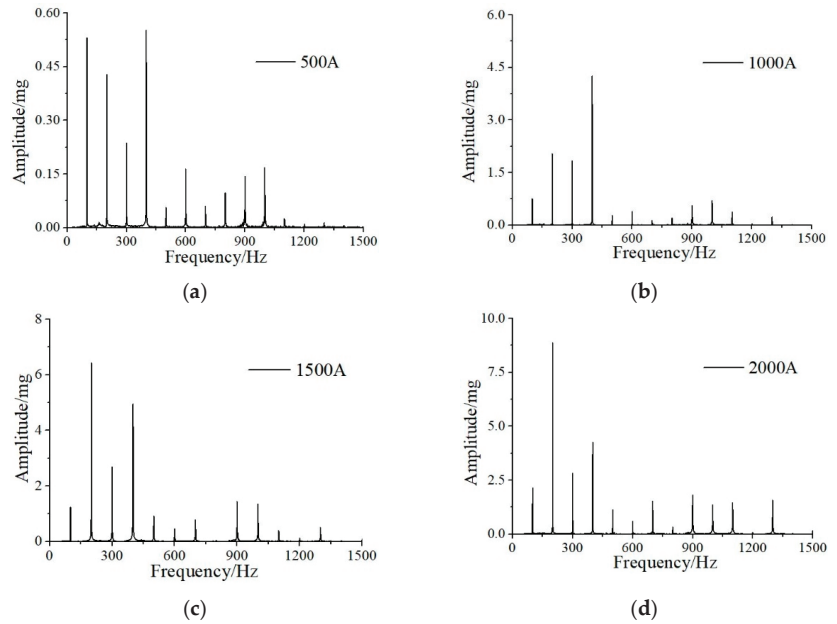 0.60
0.45
0.30
0.15
0.00
Amplitude/mg
500A
0 300 600 900 1200 1500
Frequency/Hz
(a)
6.0
4.5
3.0
1.5
0.0
Amplitude/mg
1000A
0 300 600 900 1200 1500
Frequency/Hz
(b)
8
6
4
2
0
Amplitude/mg
1500A
0 300 600 900 1200 1500
Frequency/Hz
(c)
10.0
7.5
5.0
2.5
0.0
Amplitude/mg
2000A
0 300 600 900 1200 1500
Frequency/Hz
(d)